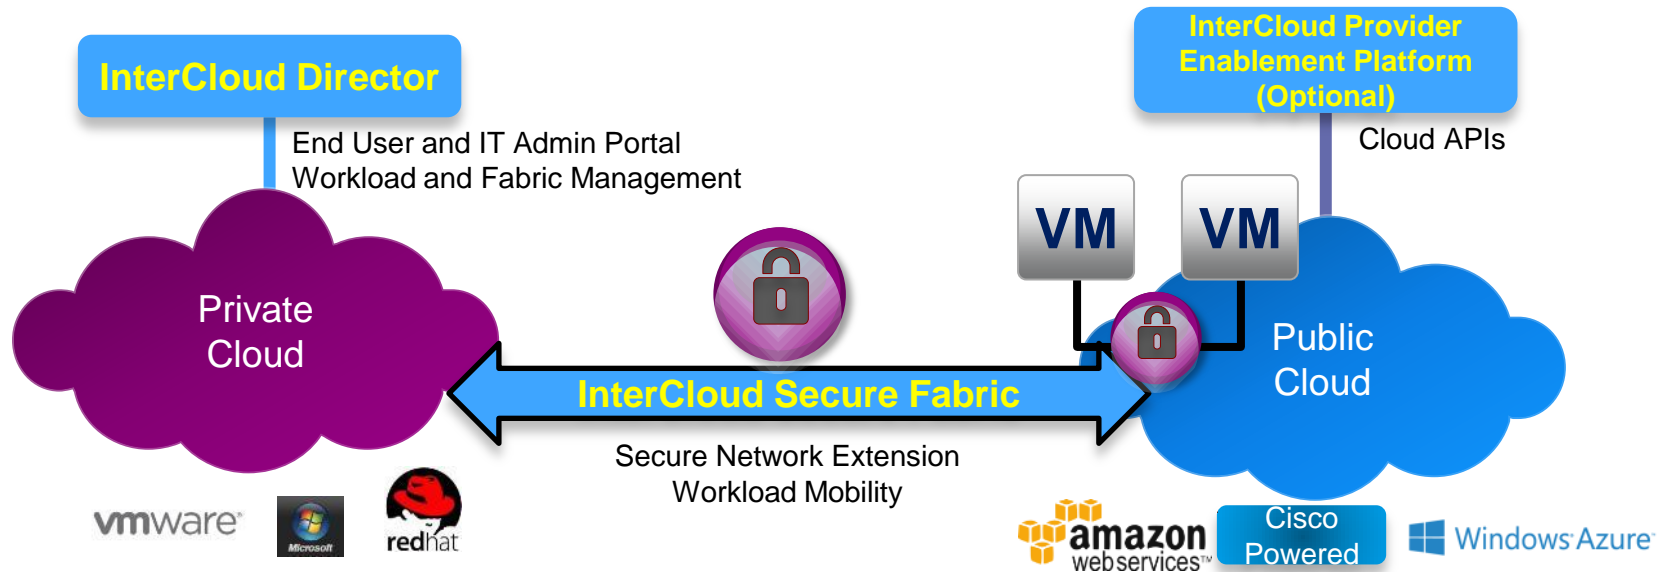 InterCloud Director
End User and IT Admin Portal
Workload and Fabric Management
InterCloud Provider
Enablement Platform
(Optional)
Cloud APIs
VM
VM
Private
Cloud
Public
Cloud
InterCloud Secure Fabric
Secure Network Extension
Workload Mobility
vmware®
Microsoft
redhat
amazon
webservices™
Cisco
Powered
Windows Azure™